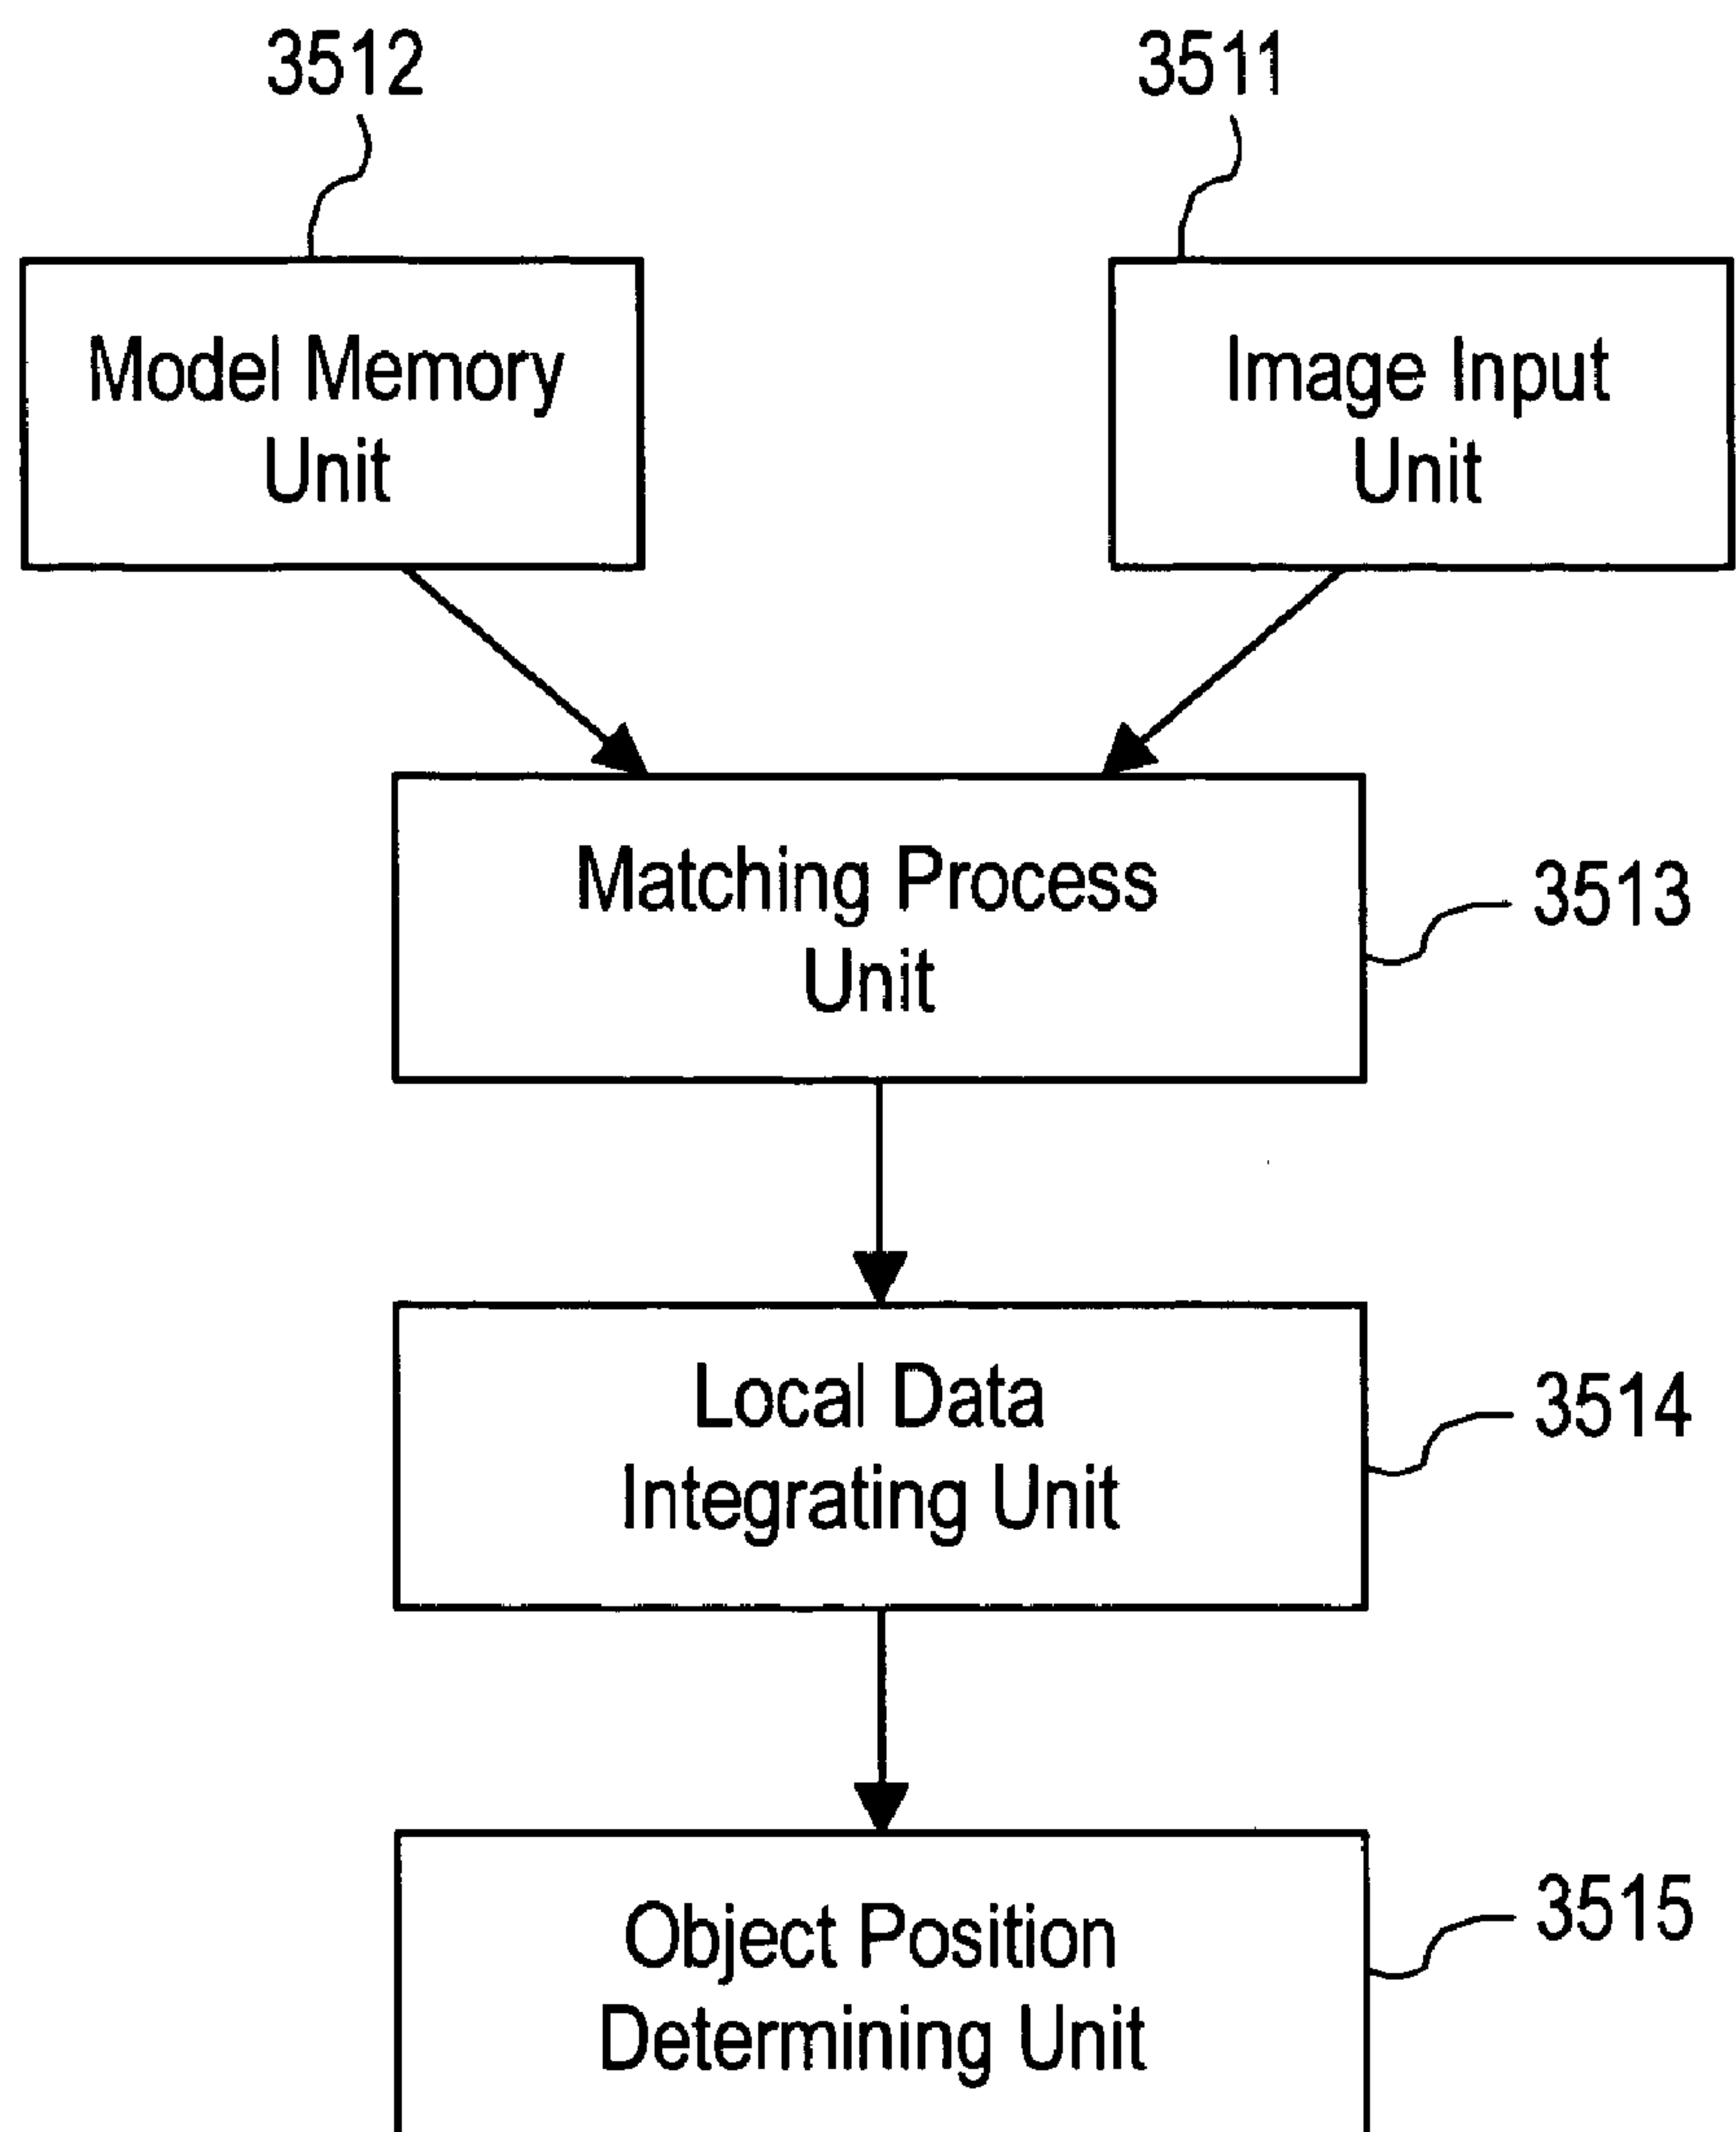 3512
3511
Model Memory
Unit
Image Input
Unit
Matching Process
Unit
3513
Local Data
Integrating Unit
3514
Object Position
Determining Unit
3515